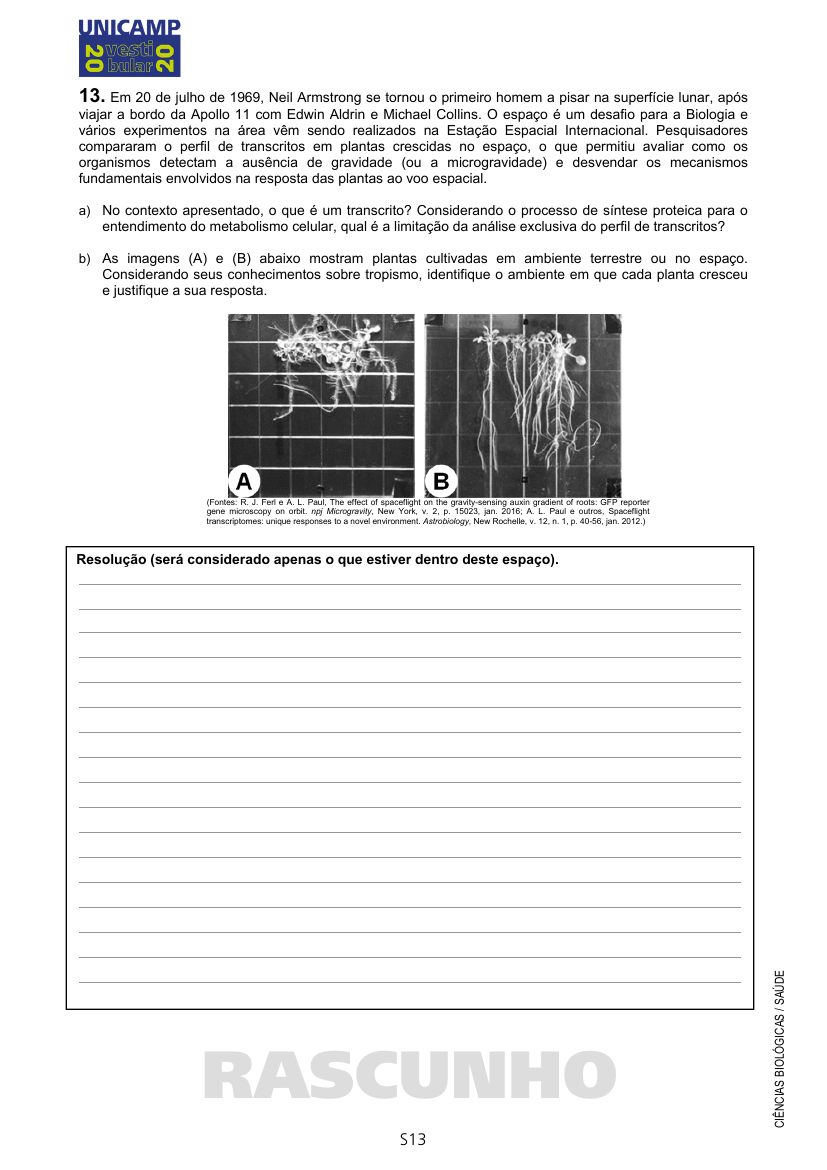 UNICAMP
20 vesti bular 20
13. Em 20 de julho de 1969, Neil Armstrong se tornou o primeiro homem a pisar na superfície lunar, após
viajar a bordo da Apollo 11 com Edwin Aldrin e Michael Collins. O espaço é um desafio para a Biologia e
vários experimentos na área vêm sendo realizados na Estação Espacial Internacional. Pesquisadores
compararam o perfil de transcritos em plantas crescidas no espaço, o que permitiu avaliar como os
organismos detectam a ausência de gravidade (ou a microgravidade) e desvendar os mecanismos
fundamentais envolvidos na resposta das plantas ao voo espacial.
a) No contexto apresentado, o que é um transcrito? Considerando o processo de síntese proteica para o
entendimento do metabolismo celular, qual é a limitação da análise exclusiva do perfil de transcritos?
b) As imagens (A) e (B) abaixo mostram plantas cultivadas em ambiente terrestre ou no espaço.
Considerando seus conhecimentos sobre tropismo, identifique o ambiente em que cada planta cresceu
e justifique a sua resposta.
A B
(Fontes: R. J. Ferl e A. L. Paul, The effect of spaceflight on the gravity-sensing auxin gradient of roots: GFP reporter
gene microscopy on orbit. npj Microgravity, New York, v. 2, p. 15023, jan. 2016; A. L. Paul e outros, Spaceflight
transcriptomes: unique responses to a novel environment. Astrobiology, New Rochelle, v. 12, n. 1, p. 40-56, jan. 2012.)
Resolução (será considerado apenas o que estiver dentro deste espaço).
CIÊNCIAS BIOLÓGICAS / SAÚDE
RASCUNHO
S13